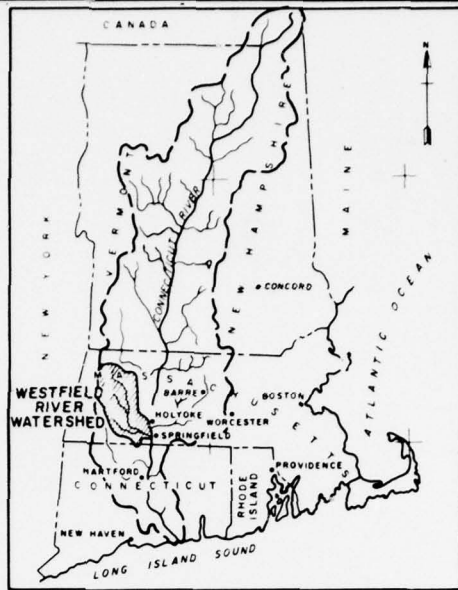 CANADA
N
VERMONT
NEW HAMPSHIRE
MAINE
NEW YORK
CONNECTICUT RIVER
CONCORD
ATLANTIC OCEAN
MASSACHUSETTS
BARRE
BOSTON
WESTFIELD
RIVER
WATERSHED
HOLYOKE
WORCESTER
SPRINGFIELD
HARTFORD
PROVIDENCE
CONNECTICUT
RHODE
ISLAND
NEW HAVEN
LONG ISLAND SOUND